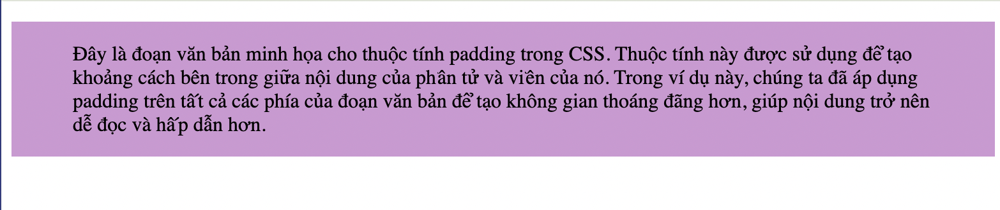 Đây là đoạn văn bản minh họa cho thuộc tính padding trong CSS. Thuộc tính này được sử dụng để tạo
khoảng cách bên trong giữa nội dung của phần tử và viền của nó. Trong ví dụ này, chúng ta đã áp dụng
padding trên tất cả các phía của đoạn văn bản để tạo không gian thoáng đãng hơn, giúp nội dung trở nên
dễ đọc và hấp dẫn hơn.